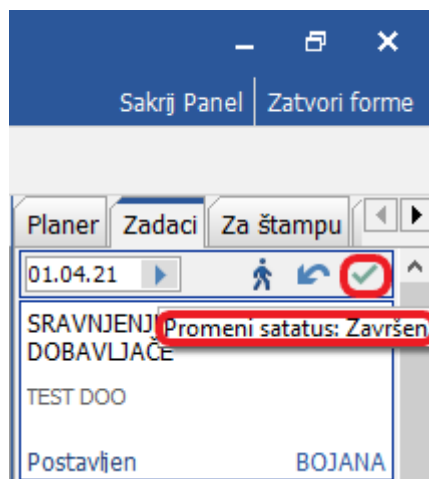 Sakrij Panel Zatvori forme
Planer Zadaci Za štampu
01.04.21
Promeni satatus: Završen
SRAVNJENJ
DOBAVLJAČE
TEST DOO
Postavljen BOJANA